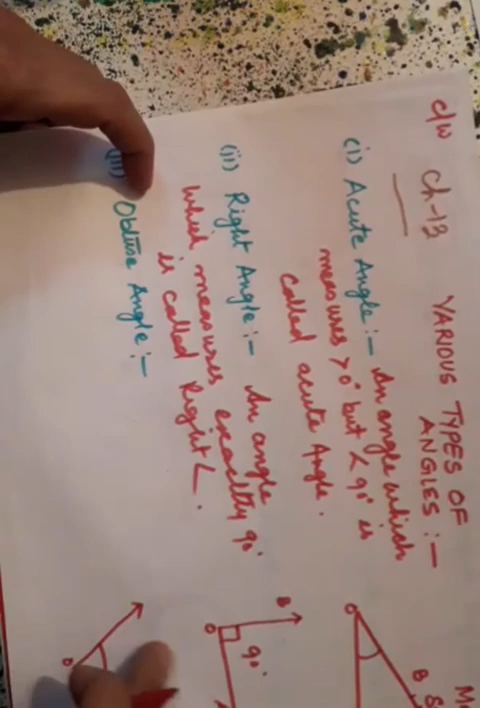 C/W Ch-13 VARIOUS TYPES OF
ANGLES :-
(i) Acute Angle :- An angle which
measures >0° but <90° is
called acute Angle.
(ii) Right Angle :- An angle
which measures exaceltey 90°
is called Right ∠.
(iii) Obtuse Angle :-
O
B
O
B
90°
O